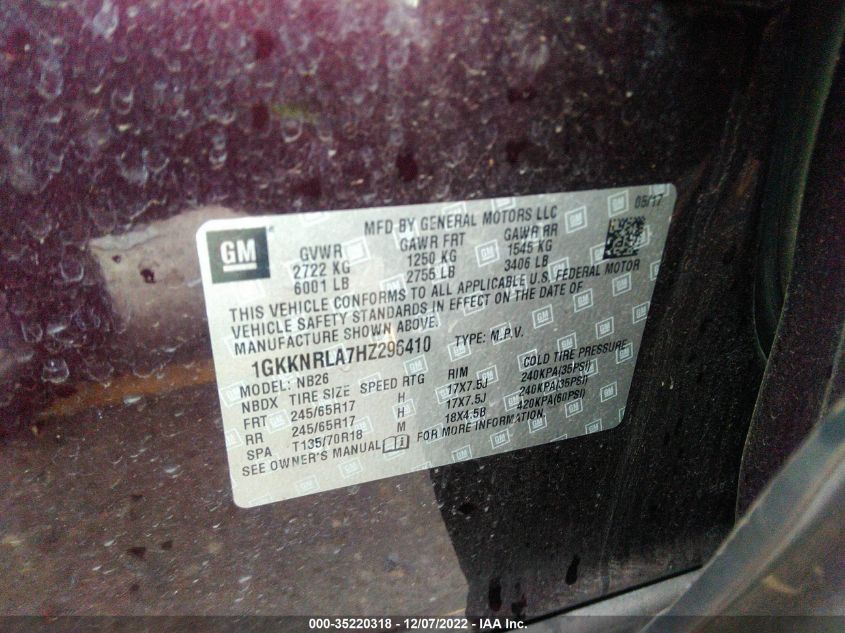 GM
MFD BY GENERAL MOTORS LLC
05/17
GVWR GAWR FRT GAWR RR
2722 KG 1250 KG 1545 KG
6001 LB 2755 LB 3406 LB
THIS VEHICLE CONFORMS TO ALL APPLICABLE U.S. FEDERAL MOTOR
VEHICLE SAFETY STANDARDS IN EFFECT ON THE DATE OF
MANUFACTURE SHOWN ABOVE.
1GKKNRLA7HZ296410 TYPE: M.P.V.
MODEL: NB26
NBDX TIRE SIZE SPEED RTG RIM COLD TIRE PRESSURE
FRT 245/65R17 H 17X7.5J 240KPA(35PSI)
RR 245/65R17 H 17X7.5J 240KPA(35PSI)
SPA T135/70R18 M 18X4.5B 420KPA(60PSI)
SEE OWNER'S MANUAL FOR MORE INFORMATION.
000-35220318 - 12/07/2022 - IAA Inc.